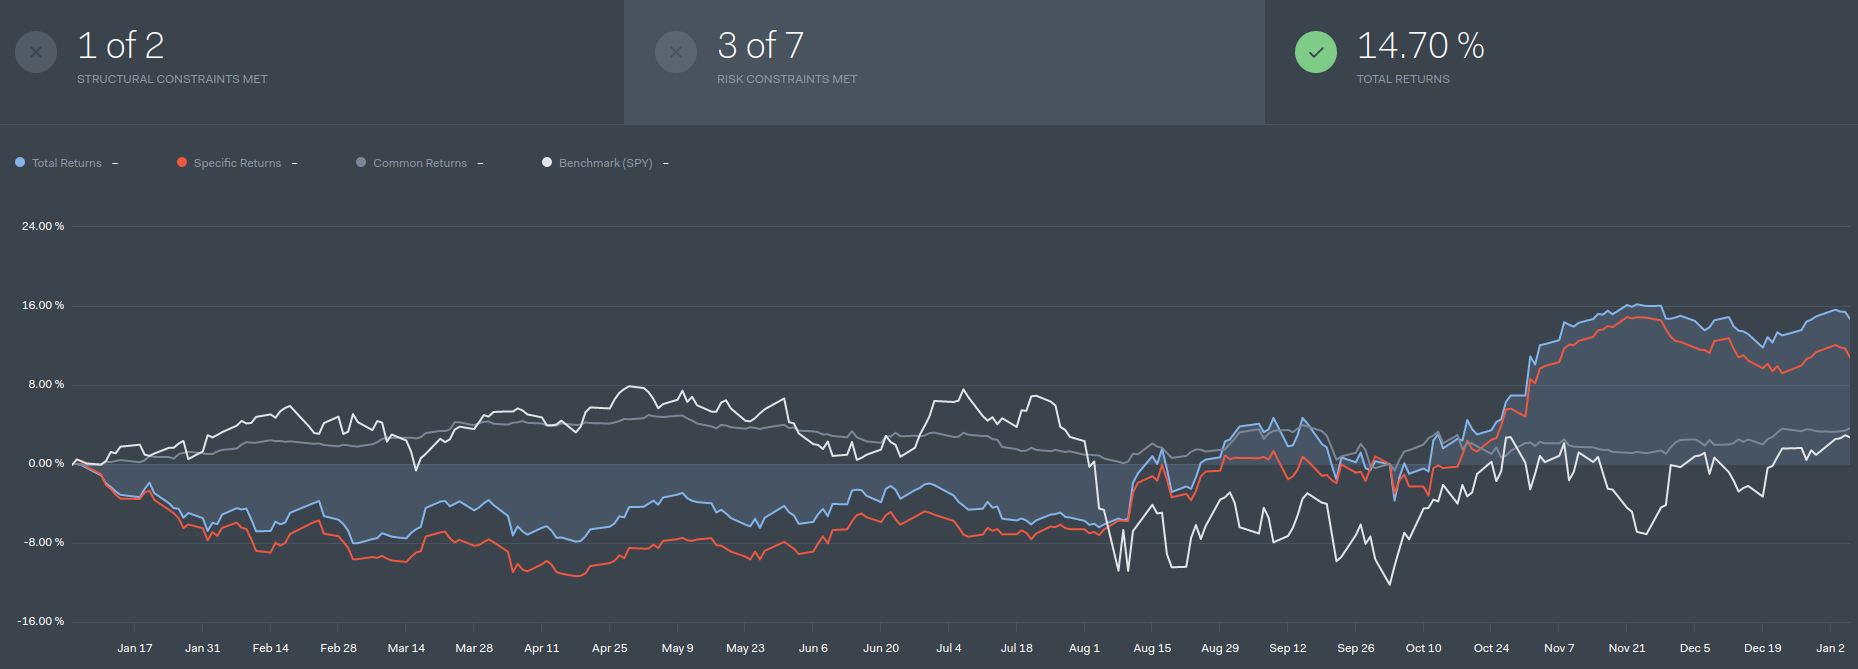 1 of 2
STRUCTURAL CONSTRAINTS MET
3 of 7
RISK CONSTRAINTS MET
14.70 %
TOTAL RETURNS
Total Returns – Specific Returns – Common Returns – Benchmark (SPY) –
24.00 %
16.00 %
8.00 %
0.00 %
-8.00 %
-16.00 %
Jan 17 Jan 31 Feb 14 Feb 28 Mar 14 Mar 28 Apr 11 Apr 25 May 9 May 23 Jun 6 Jun 20 Jul 4 Jul 18 Aug 1 Aug 15 Aug 29 Sep 12 Sep 26 Oct 10 Oct 24 Nov 7 Nov 21 Dec 5 Dec 19 Jan 2